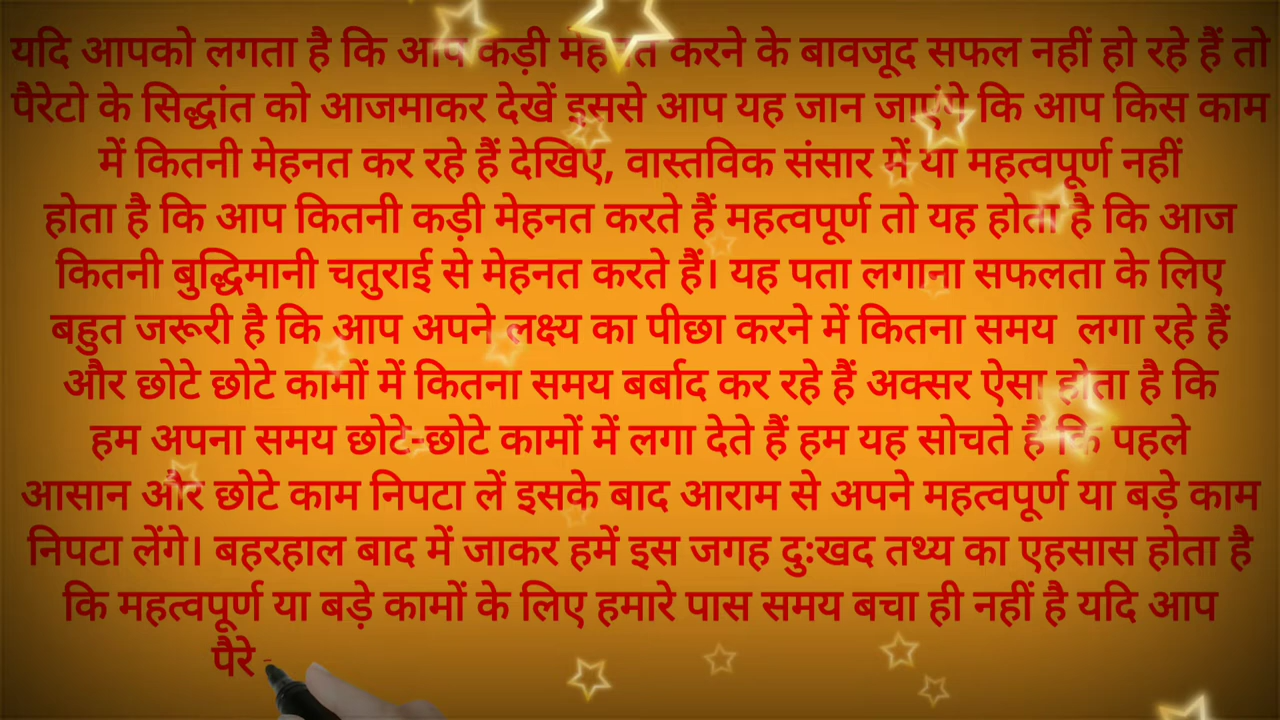 यदि आपको लगता है कि आप कड़ी मेहनत करने के बावजूद सफल नहीं हो रहे हैं तो
पैरेटो के सिद्धांत को आजमाकर देखें इससे आप यह जान जाएंगे कि आप किस काम
में कितनी मेहनत कर रहे हैं देखिए, वास्तविक संसार में या महत्वपूर्ण नहीं
होता है कि आप कितनी कड़ी मेहनत करते हैं महत्वपूर्ण तो यह होता है कि आज
कितनी बुद्धिमानी चतुराई से मेहनत करते हैं। यह पता लगाना सफलता के लिए
बहुत जरूरी है कि आप अपने लक्ष्य का पीछा करने में कितना समय लगा रहे हैं
और छोटे छोटे कामों में कितना समय बर्बाद कर रहे हैं अक्सर ऐसा होता है कि
हम अपना समय छोटे-छोटे कामों में लगा देते हैं हम यह सोचते हैं कि पहले
आसान और छोटे काम निपटा लें इसके बाद आराम से अपने महत्वपूर्ण या बड़े काम
निपटा लेंगे। बहरहाल बाद में जाकर हमें इस जगह दुःखद तथ्य का एहसास होता है
कि महत्वपूर्ण या बड़े कामों के लिए हमारे पास समय बचा ही नहीं है यदि आप
पैरे